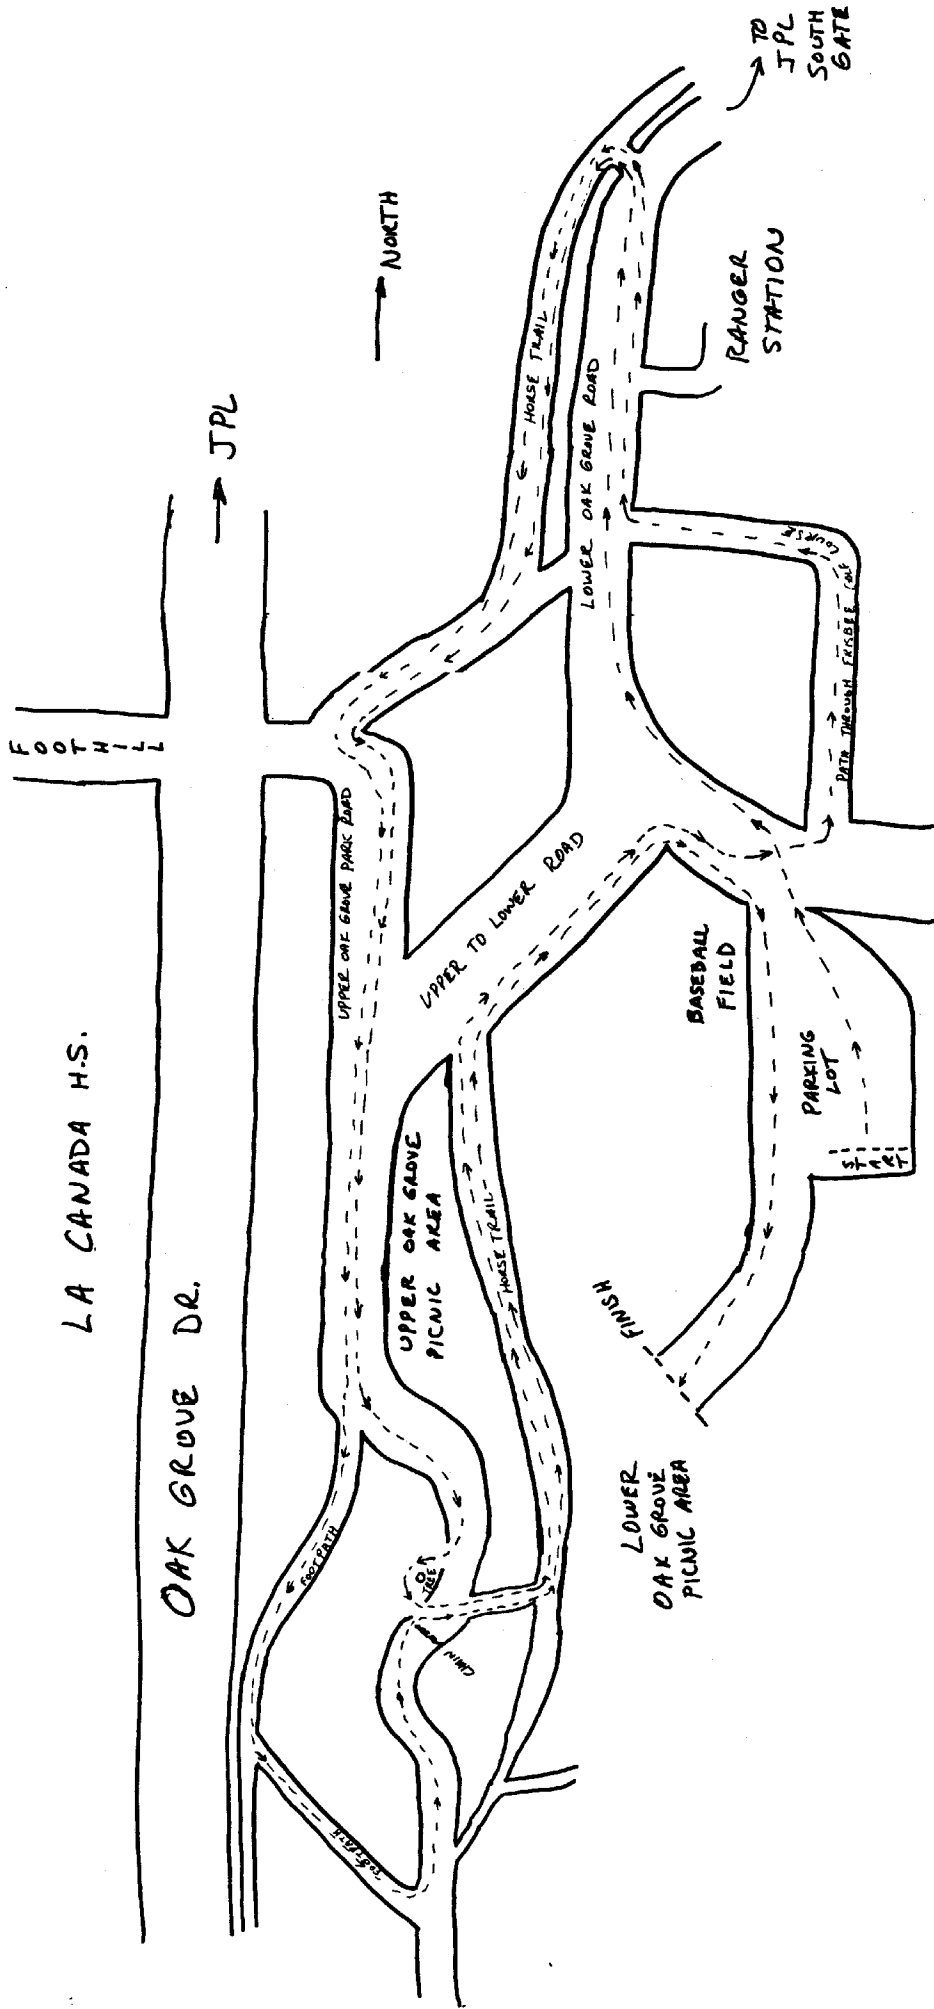 LA CANADA H.S.
FOOTHILL
JPL
OAK GROVE DR.
NORTH
TO
JPL
SOUTH
GATE
FOOTPATH
UPPER OAK GROVE PARK ROAD
HORSE TRAIL
FOOTPATH
TREE
CHAIN
UPPER OAK GROVE
PICNIC AREA
UPPER TO LOWER ROAD
LOWER OAK GROVE ROAD
HORSE TRAIL
RANGER
STATION
FINISH
BASEBALL
FIELD
LOWER
OAK GROVE
PICNIC AREA
PARKING
LOT
START
PATH THROUGH FRISBEE GOLF
COURSE